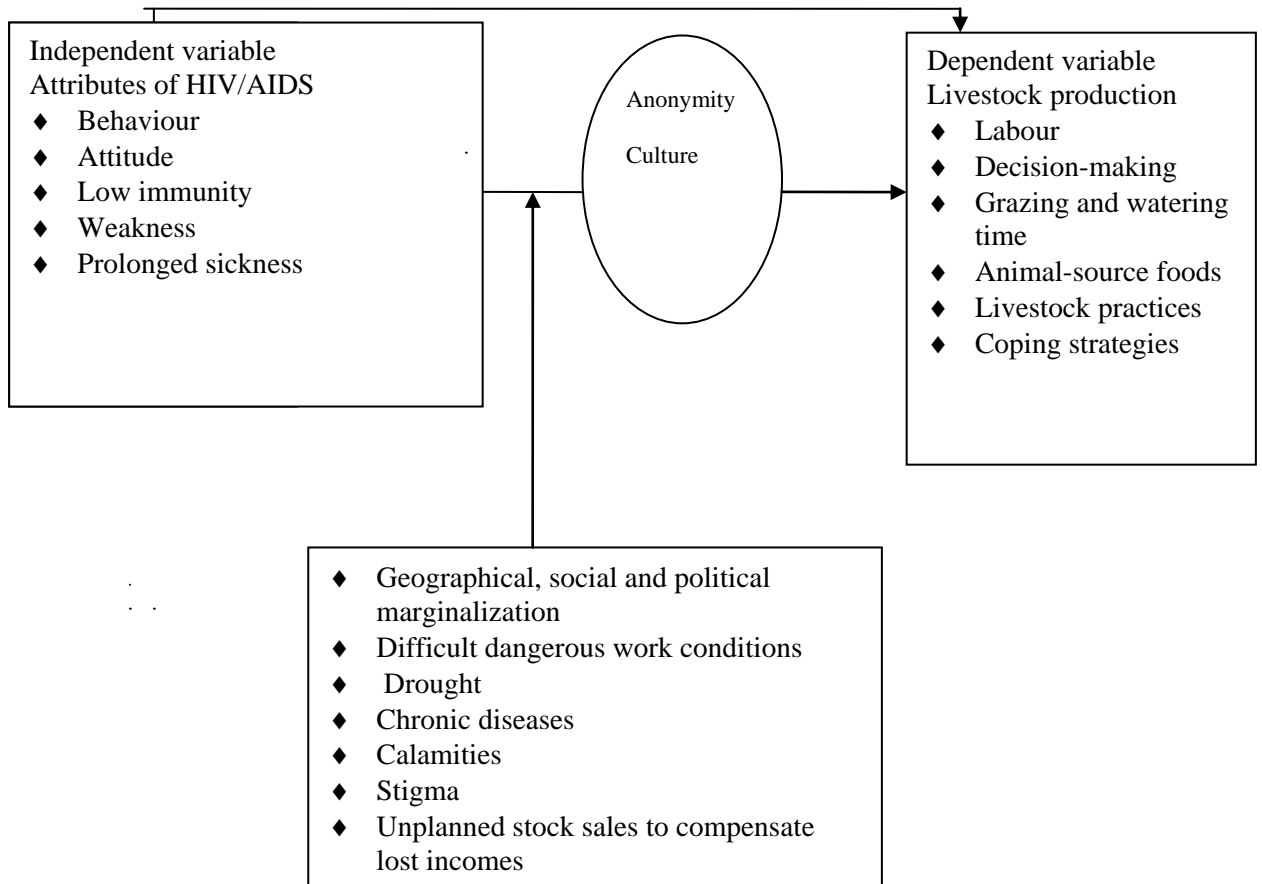 Independent variable
Attributes of HIV/AIDS
♦ Behaviour
♦ Attitude
♦ Low immunity
♦ Weakness
♦ Prolonged sickness
Anonymity
Culture
Dependent variable
Livestock production
♦ Labour
♦ Decision-making
♦ Grazing and watering
time
♦ Animal-source foods
♦ Livestock practices
♦ Coping strategies
♦ Geographical, social and political
marginalization
♦ Difficult dangerous work conditions
♦ Drought
♦ Chronic diseases
♦ Calamities
♦ Stigma
♦ Unplanned stock sales to compensate
lost incomes